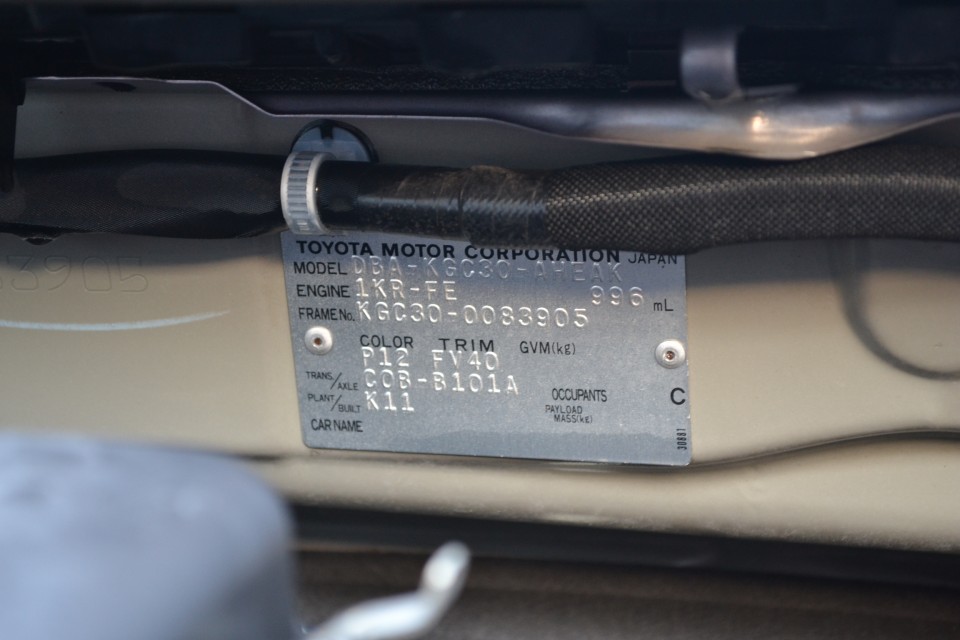 TOYOTA MOTOR CORPORATION JAPAN
MODEL DBA-KGC30-AHEAK
ENGINE 1KR-FE 996 mL
FRAME No. KGC30-0083905
COLOR TRIM GVM(kg)
P12 FV40
TRANS./AXLE C0B-B101A
PLANT/BUILT K11
OCCUPANTS
PAYLOAD MASS(kg)
C
CAR NAME
30881
3905